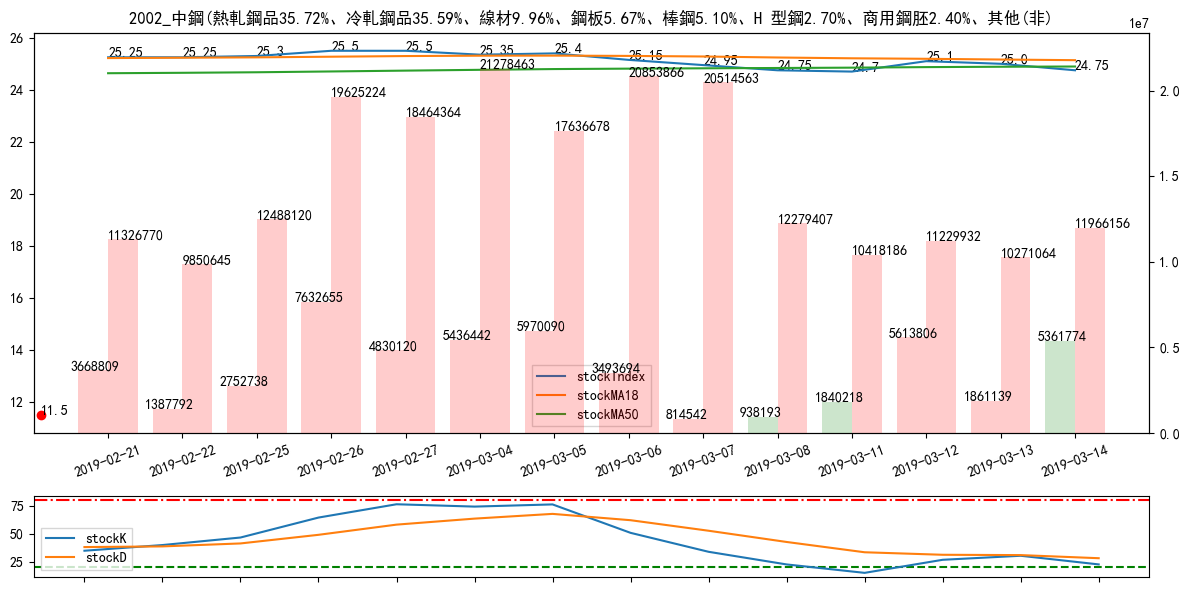 2002_中鋼(熱軋鋼品35.72%、冷軋鋼品35.59%、線材9.96%、鋼板5.67%、棒鋼5.10%、H 型鋼2.70%、商用鋼胚2.40%、其他(非)
1e7
26
24
22
20
18
16
14
12
25.25 25.25 25.3 25.5 25.5 25.35 25.4 25.15 24.95 24.75 24.7 25.1 25.0 24.75
11326770 9850645 12488120 19625224 18464364 21278463 17636678 20853866 20514563 12279407 10418186 11229932 10271064 11966156
3668809 1387792 2752738 7632655 4830120 5436442 5970090 3493694 814542 938193 1840218 5613806 1861139 5361774
11.5
stockIndex
stockMA18
stockMA50
2.0
1.5
1.0
0.5
0.0
2019-02-21 2019-02-22 2019-02-25 2019-02-26 2019-02-27 2019-03-04 2019-03-05 2019-03-06 2019-03-07 2019-03-08 2019-03-11 2019-03-12 2019-03-13 2019-03-14
75
50
25
stockK
stockD